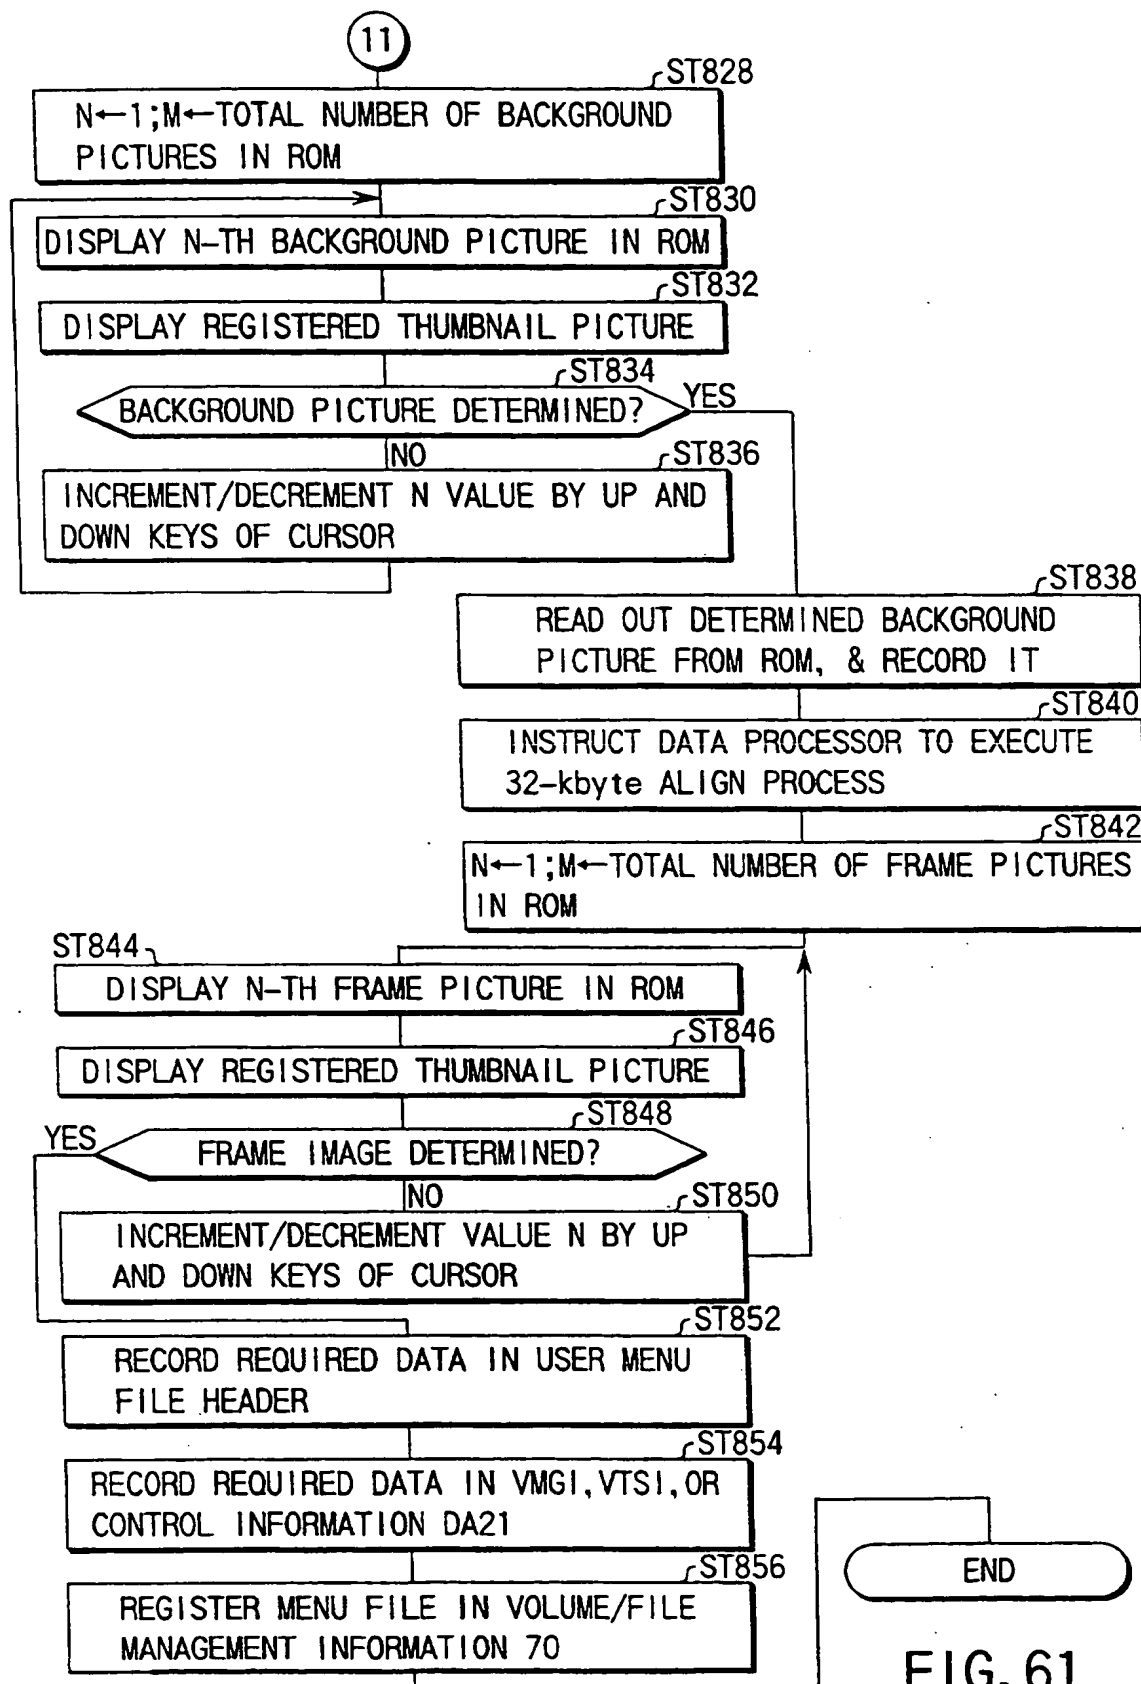 11
ST828
N←1;M←TOTAL NUMBER OF BACKGROUND
PICTURES IN ROM
ST830
DISPLAY N-TH BACKGROUND PICTURE IN ROM
ST832
DISPLAY REGISTERED THUMBNAIL PICTURE
ST834
BACKGROUND PICTURE DETERMINED?
YES
NO
ST836
INCREMENT/DECREMENT N VALUE BY UP AND
DOWN KEYS OF CURSOR
ST838
READ OUT DETERMINED BACKGROUND
PICTURE FROM ROM, & RECORD IT
ST840
INSTRUCT DATA PROCESSOR TO EXECUTE
32-kbyte ALIGN PROCESS
ST842
N←1;M←TOTAL NUMBER OF FRAME PICTURES
IN ROM
ST844
DISPLAY N-TH FRAME PICTURE IN ROM
ST846
DISPLAY REGISTERED THUMBNAIL PICTURE
ST848
YES
FRAME IMAGE DETERMINED?
NO
ST850
INCREMENT/DECREMENT VALUE N BY UP
AND DOWN KEYS OF CURSOR
ST852
RECORD REQUIRED DATA IN USER MENU
FILE HEADER
ST854
RECORD REQUIRED DATA IN VMGI,VTSI,OR
CONTROL INFORMATION DA21
ST856
REGISTER MENU FILE IN VOLUME/FILE
MANAGEMENT INFORMATION 70
END
FIG.61